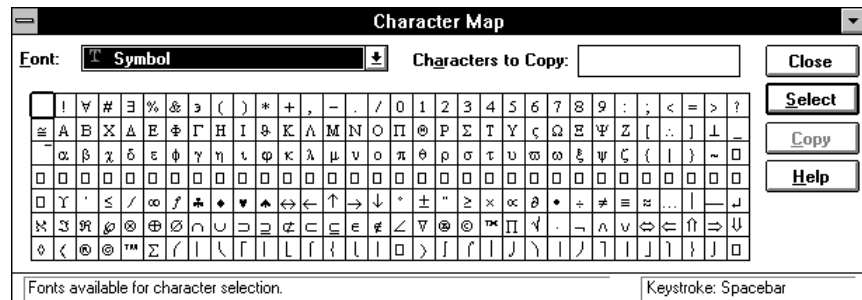 Character Map
Font: Symbol Characters to Copy: Close
Select
Copy
Help
! ∀ # ∃ % & ∍ ( ) * + , − . / 0 1 2 3 4 5 6 7 8 9 : ; < = > ?
≅ Α Β Χ Δ Ε Φ Γ Η Ι ϑ Κ Λ Μ Ν Ο Π Θ Ρ Σ Τ Υ ς Ω Ξ Ψ Ζ [ ∴ ] ⊥ _
‾ α β χ δ ε φ γ η ι ϕ κ λ μ ν ο π θ ρ σ τ υ ϖ ω ξ ψ ζ { | } ~ □
□ □ □ □ □ □ □ □ □ □ □ □ □ □ □ □ □ □ □ □ □ □ □ □ □ □ □ □ □ □ □ □
□ ϒ ′ ≤ ⁄ ∞ ƒ ♣ ♦ ♥ ♠ ↔ ← ↑ → ↓ ° ± ″ ≥ × ∝ ∂ • ÷ ≠ ≡ ≈ … | — ↵
ℵ ℑ ℜ ℘ ⊗ ⊕ ∅ ∩ ∪ ⊃ ⊇ ⊄ ⊂ ⊆ ∈ ∉ ∠ ∇ ® © ™ ∏ √ ⋅ ¬ ∧ ∨ ⇔ ⇐ ⇑ ⇒ ⇓
◊ 〈 ® © ™ ∑ ⎛ ⎜ ⎝ ⎡ ⎢ ⎣ ⎧ ⎨ ⎩ ⎪ □ 〉 ∫ ⌠ ⎮ ⌡ ⎞ ⎟ ⎠ ⎤ ⎥ ⎦ ⎫ ⎬ ⎭ □
Fonts available for character selection. Keystroke: Spacebar